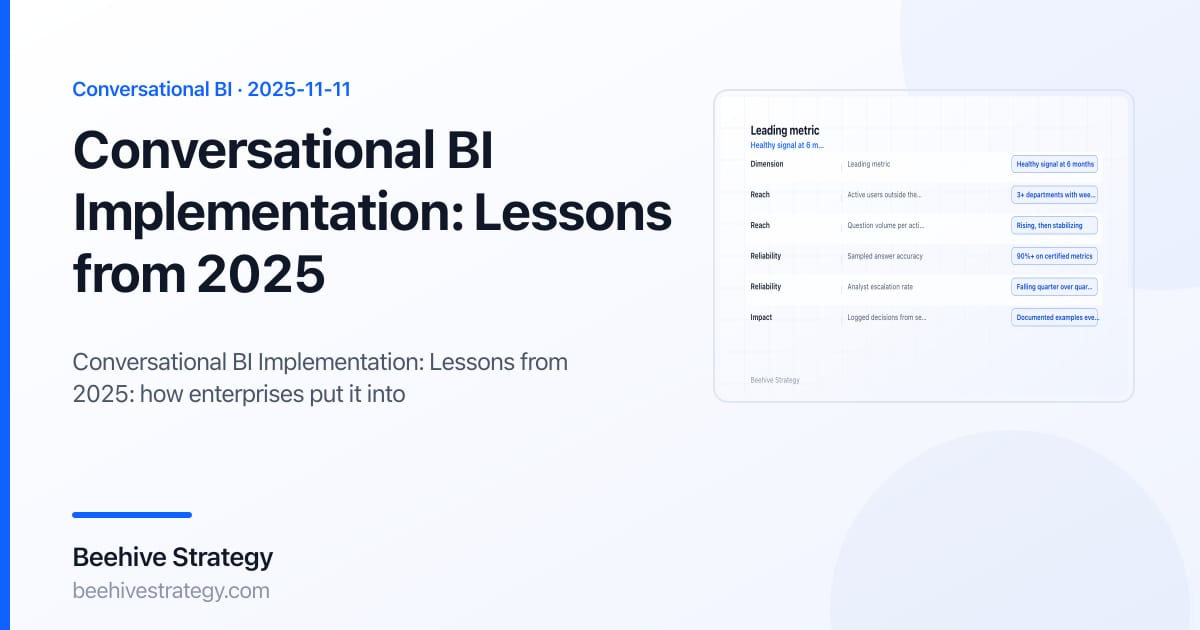 Conversational BI · 2025-11-11
Conversational BI
Implementation: Lessons
from 2025
Conversational BI Implementation: Lessons from
2025: how enterprises put it into
Beehive Strategy
beehivestrategy.com
Leading metric
Healthy signal at 6 m...
Dimension Leading metric Healthy signal at 6 months
Reach Active users outside the... 3+ departments with wee...
Reach Question volume per acti... Rising, then stabilizing
Reliability Sampled answer accuracy 90%+ on certified metrics
Reliability Analyst escalation rate Falling quarter over quar...
Impact Logged decisions from se... Documented examples eve...
Beehive Strategy